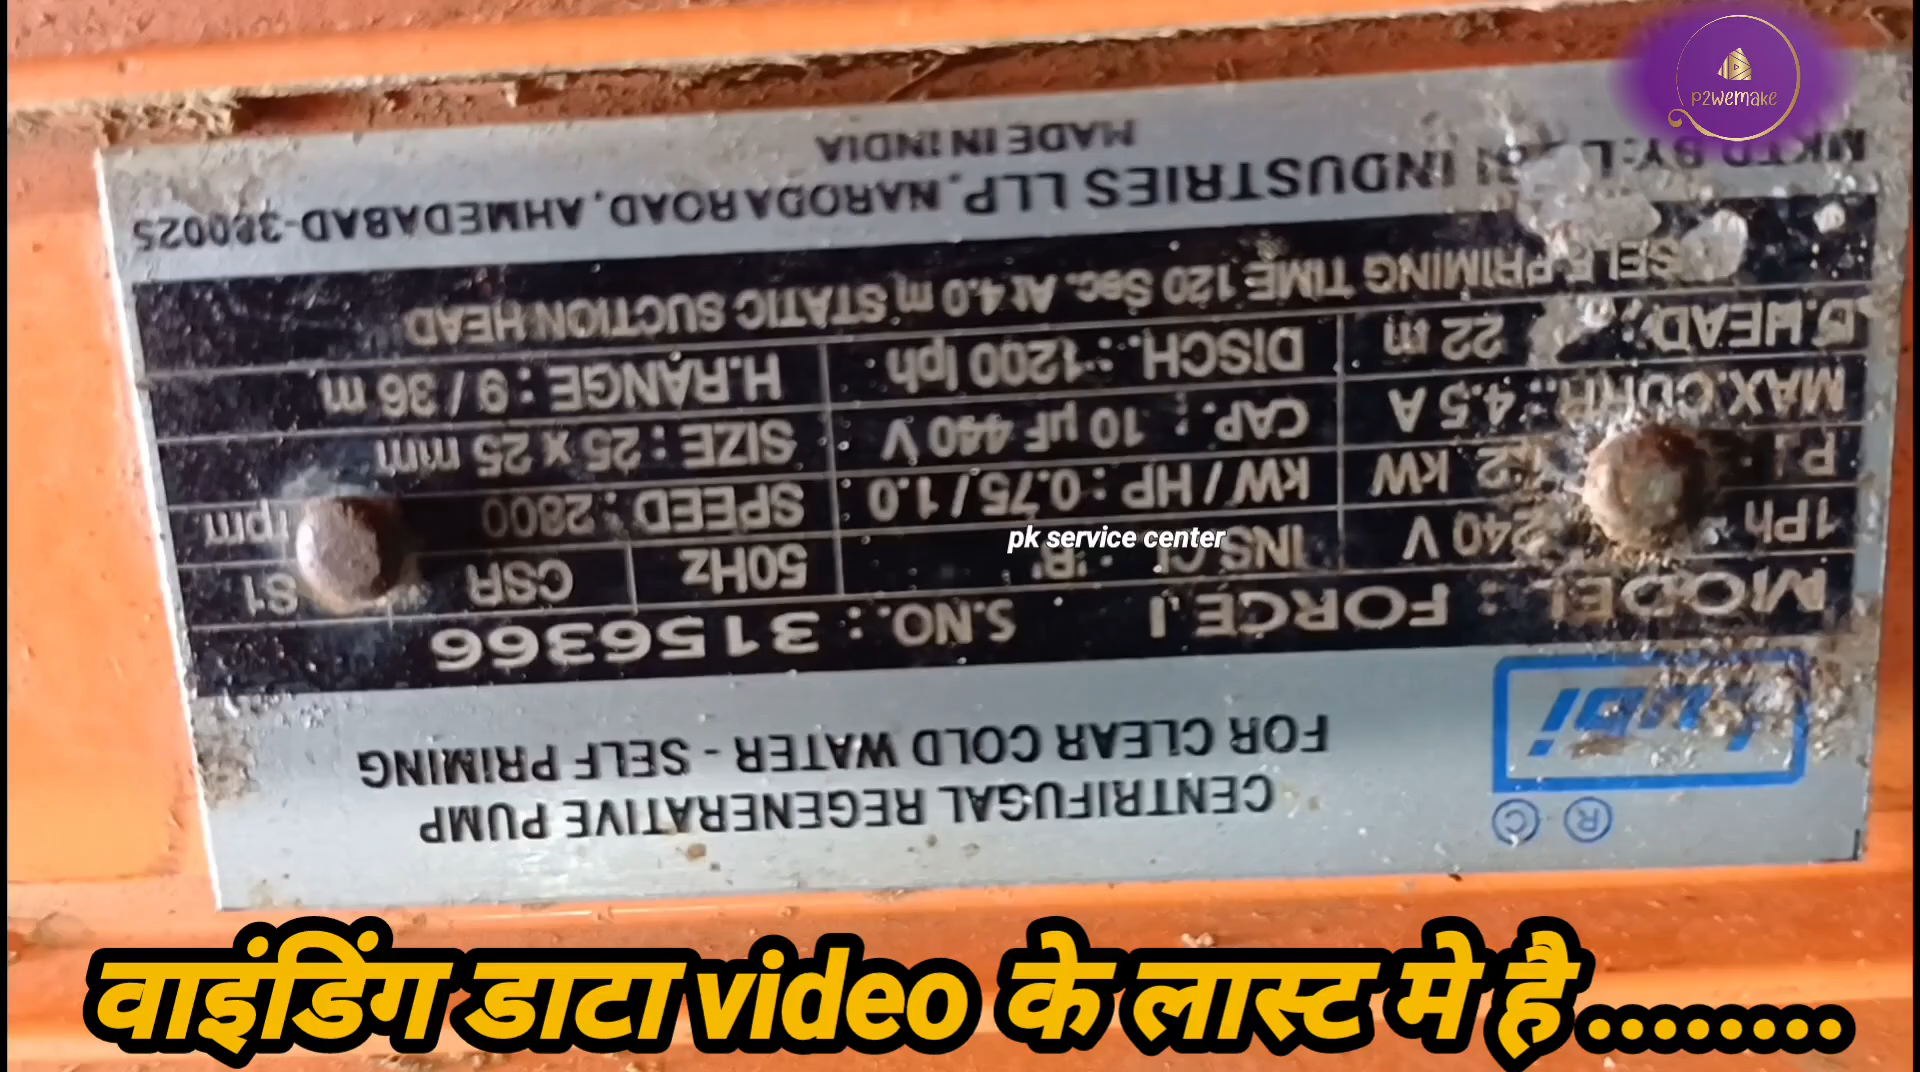 P2wemake
Lubi
® ©
CENTRIFUGAL REGENERATIVE PUMP
FOR CLEAR COLD WATER - SELF PRIMING
MODEL : FORCE I S.NO. : 3156366
1Ph 240 V INS.CL. 'B' 50Hz CSR S1
kW kW / HP : 0.75 / 1.0 SPEED : 2800 rpm
MAX.CURR. : 4.5 A CAP. : 10 µF 440 V SIZE : 25 x 25 mm
D.HEAD : 22 m DISCH. : 1200 lph H.RANGE : 9 / 36 m
SELF PRIMING TIME 120 Sec. At 4.0 m STATIC SUCTION HEAD
MKTD BY: INDUSTRIES LLP. NARODA ROAD, AHMEDABAD-380025
MADE IN INDIA
pk service center
वाइंडिंग डाटा video के लास्ट मे है........